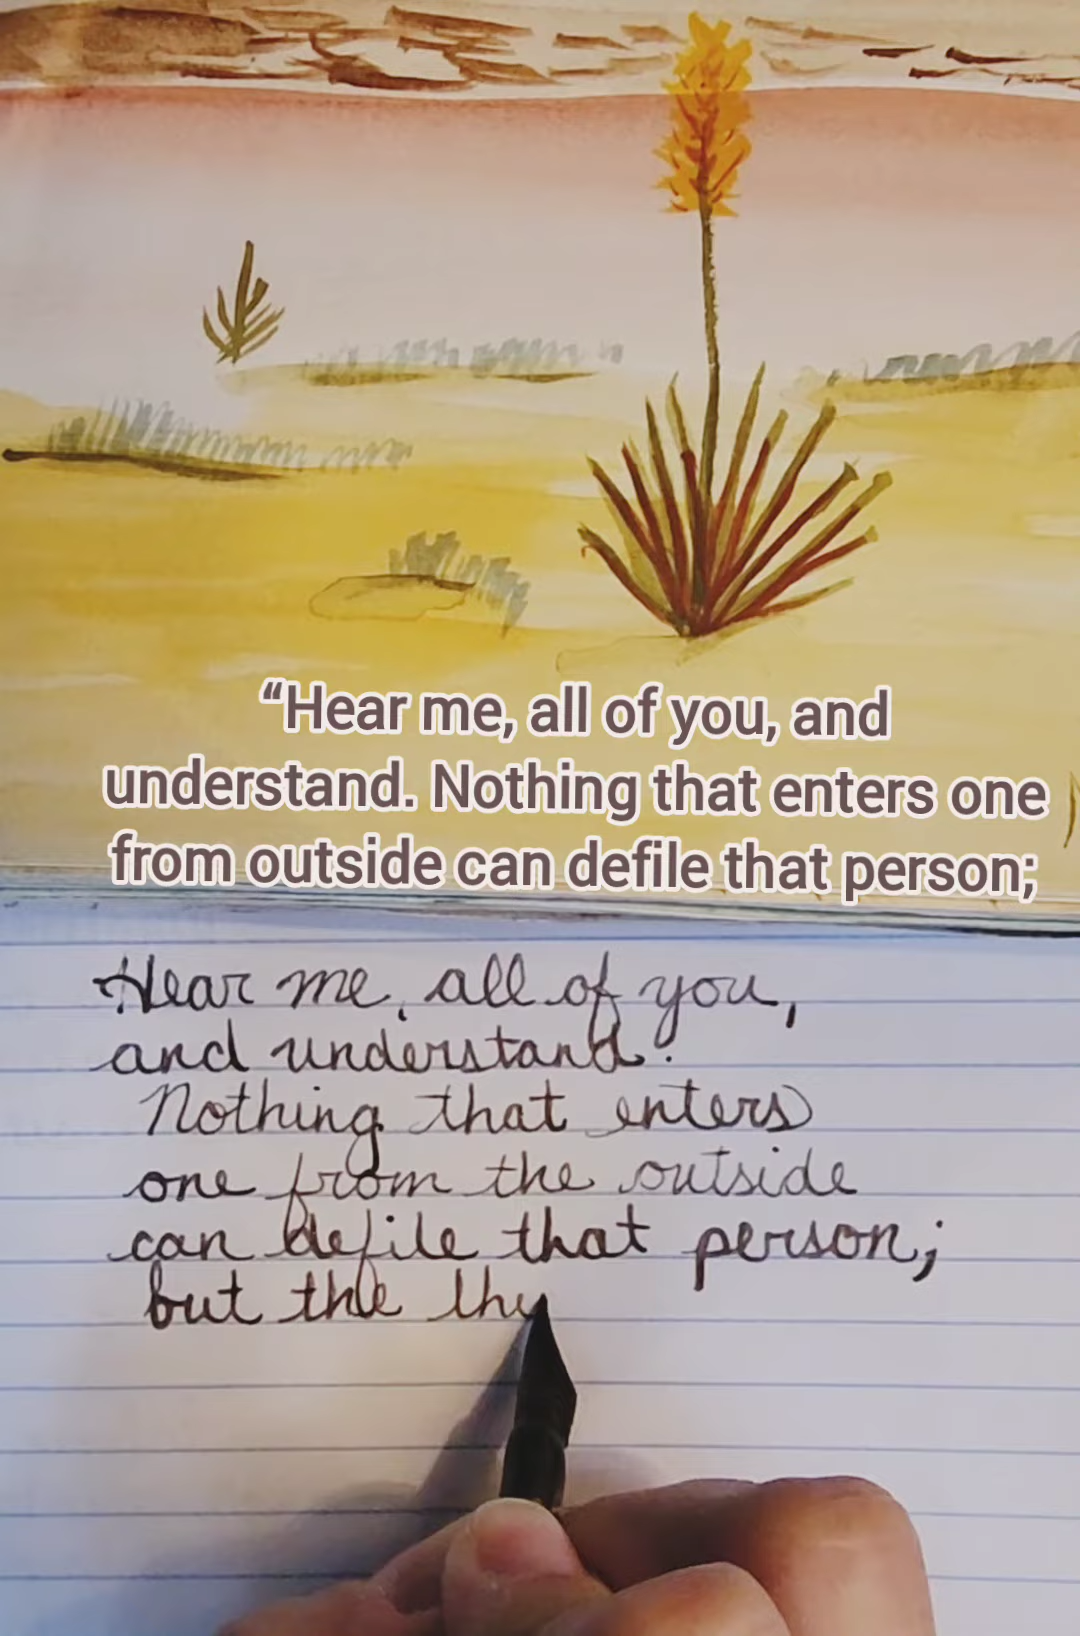 “Hear me, all of you, and
understand. Nothing that enters one
from outside can defile that person;
Hear me, all of you,
and understand.
Nothing that enters
one from the outside
can defile that person;
but the thi